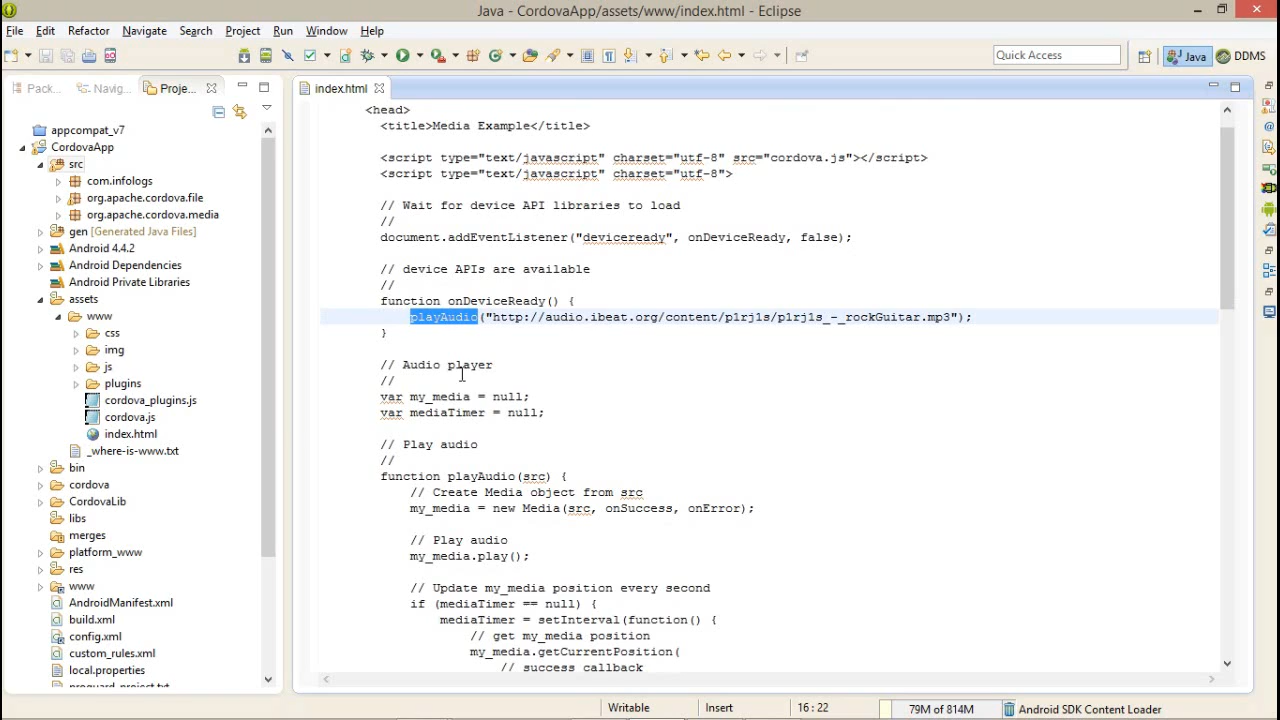 Java - CordovaApp/assets/www/index.html - Eclipse
File Edit Refactor Navigate Search Project Run Window Help
Quick Access
Java
DDMS
Pack...
Navig...
Proje...
index.html
appcompat_v7
CordovaApp
src
com.infologs
org.apache.cordova.file
org.apache.cordova.media
gen [Generated Java Files]
Android 4.4.2
Android Dependencies
Android Private Libraries
assets
www
css
img
js
plugins
cordova_plugins.js
cordova.js
index.html
_where-is-www.txt
bin
cordova
CordovaLib
libs
merges
platform_www
res
www
AndroidManifest.xml
build.xml
config.xml
custom_rules.xml
local.properties
proguard-project.txt
<head>
<title>Media Example</title>
<script type="text/javascript" charset="utf-8" src="cordova.js"></script>
<script type="text/javascript" charset="utf-8">
// Wait for device API libraries to load
//
document.addEventListener("deviceready", onDeviceReady, false);
// device APIs are available
//
function onDeviceReady() {
playAudio("http://audio.ibeat.org/content/p1rj1s/p1rj1s_-_rockGuitar.mp3");
}
// Audio player
//
var my_media = null;
var mediaTimer = null;
// Play audio
//
function playAudio(src) {
// Create Media object from src
my_media = new Media(src, onSuccess, onError);
// Play audio
my_media.play();
// Update my_media position every second
if (mediaTimer == null) {
mediaTimer = setInterval(function() {
// get my_media position
my_media.getCurrentPosition(
// success callback
Writable
Insert
16 : 22
79M of 814M
Android SDK Content Loader